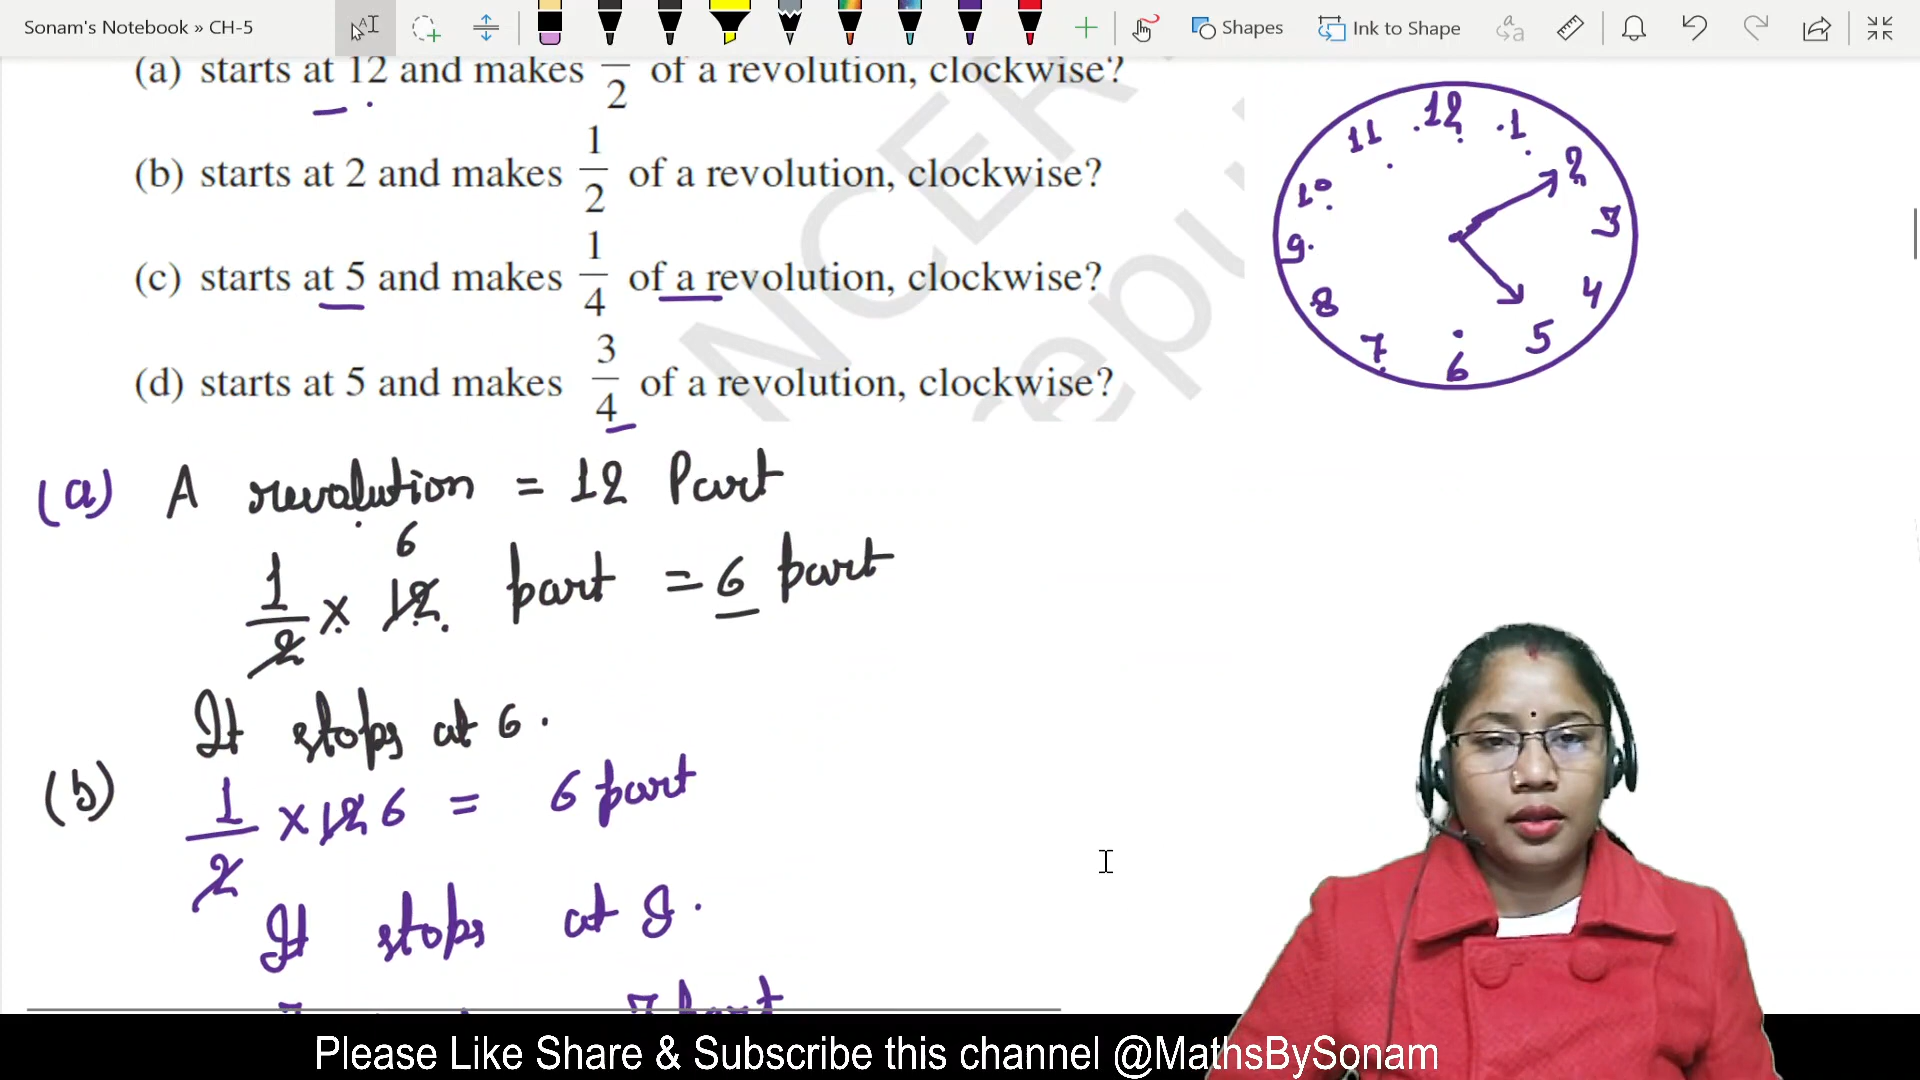 Sonam's Notebook » CH-5
Shapes
Ink to Shape
(a) starts at 12 and makes /2 of a revolution, clockwise?
(b) starts at 2 and makes 1/2 of a revolution, clockwise?
(c) starts at 5 and makes 1/4 of a revolution, clockwise?
(d) starts at 5 and makes 3/4 of a revolution, clockwise?
12
1
2
3
4
5
6
7
8
9
10
11
(a) A revolution = 12 Part
6
1/2 × 12 part = 6 part
It stops at 6.
(b)
1/2 × 12 6 = 6 part
It stops at 8.
Please Like Share & Subscribe this channel @MathsBySonam